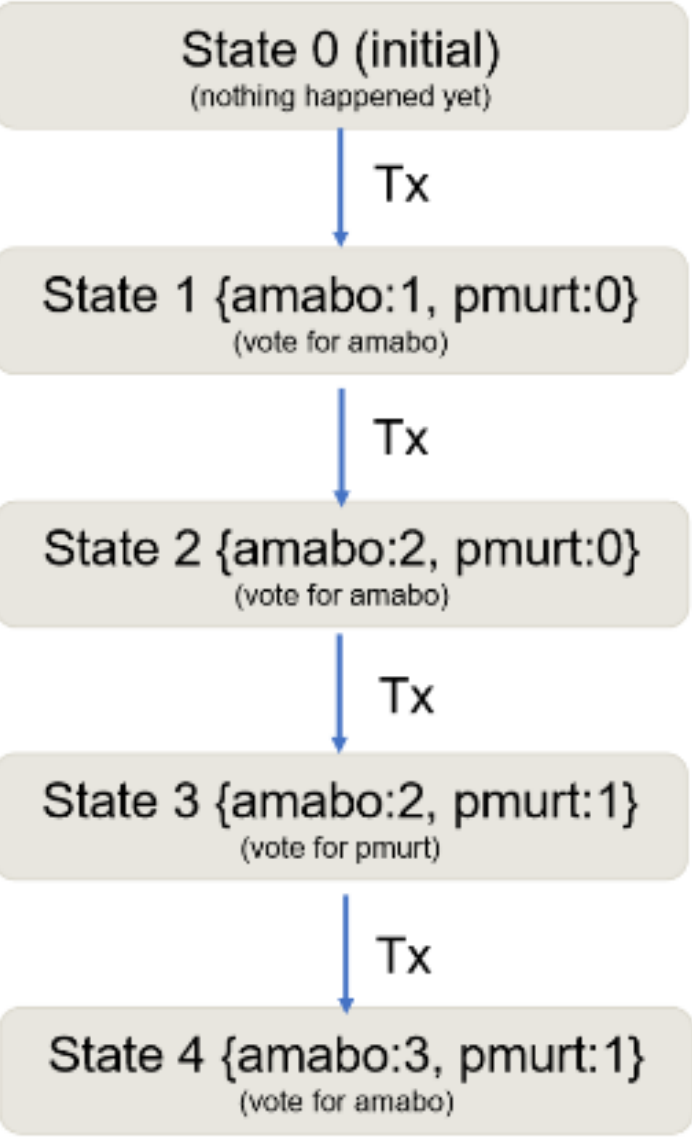 State 0 (initial)
(nothing happened yet)
Tx
State 1 {amabo:1, pmurt:0}
(vote for amabo)
Tx
State 2 {amabo:2, pmurt:0}
(vote for amabo)
Tx
State 3 {amabo:2, pmurt:1}
(vote for pmurt)
Tx
State 4 {amabo:3, pmurt:1}
(vote for amabo)